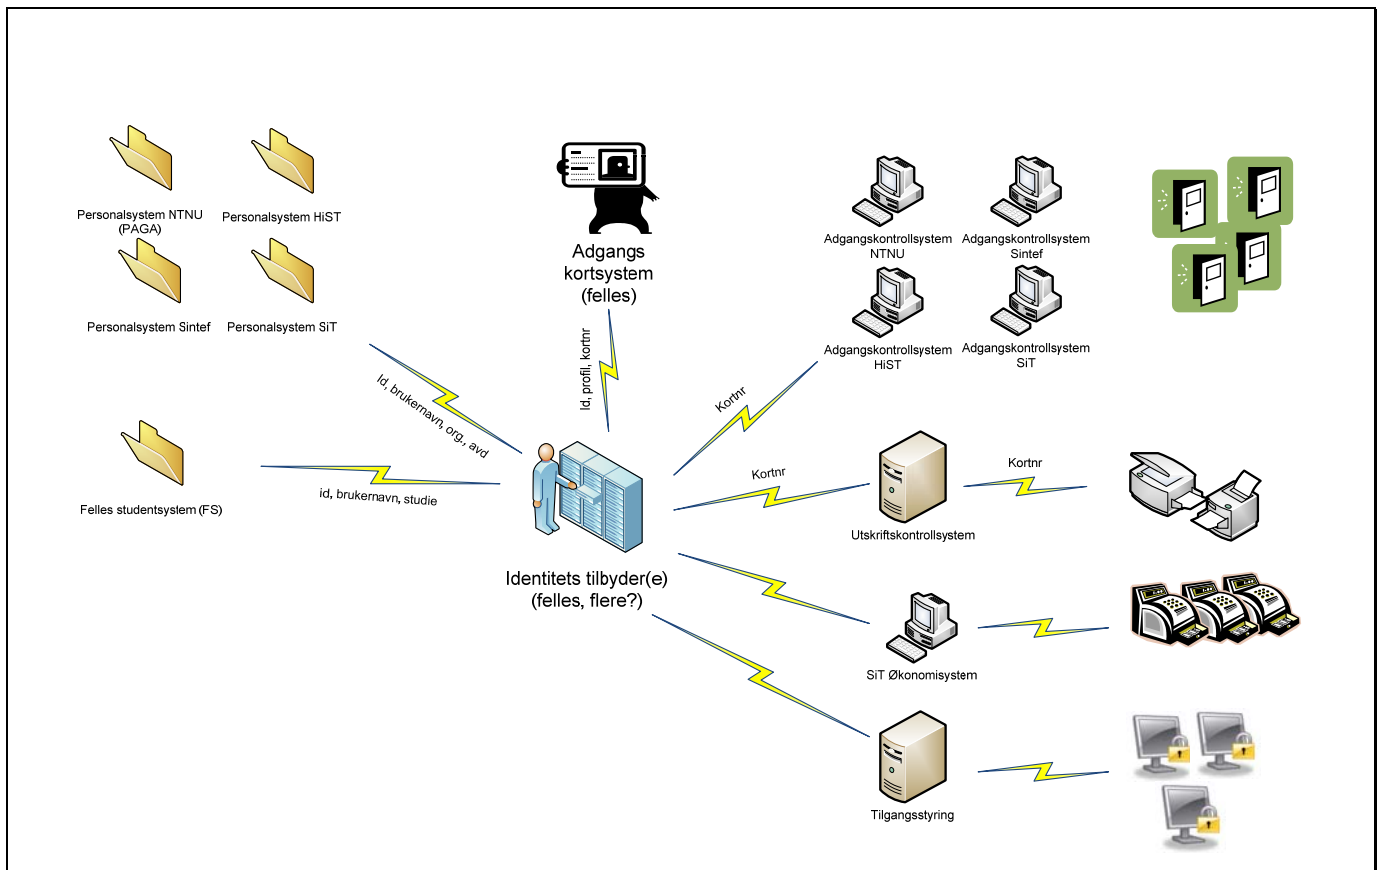 Personalsystem NTNU
(PAGA)
Personalsystem HiST
Personalsystem Sintef
Personalsystem SiT
Id, brukernavn, org., avd
Felles studentsystem (FS)
id, brukernavn, studie
Adgangs
kortsystem
(felles)
Id, profil, kortnr
Identitets tilbyder(e)
(felles, flere?)
Adgangskontrollsystem
NTNU
Adgangskontrollsystem
Sintef
Adgangskontrollsystem
HiST
Adgangskontrollsystem
SiT
Kortnr
Kortnr
Utskriftskontrollsystem
Kortnr
SiT Økonomisystem
Tilgangsstyring